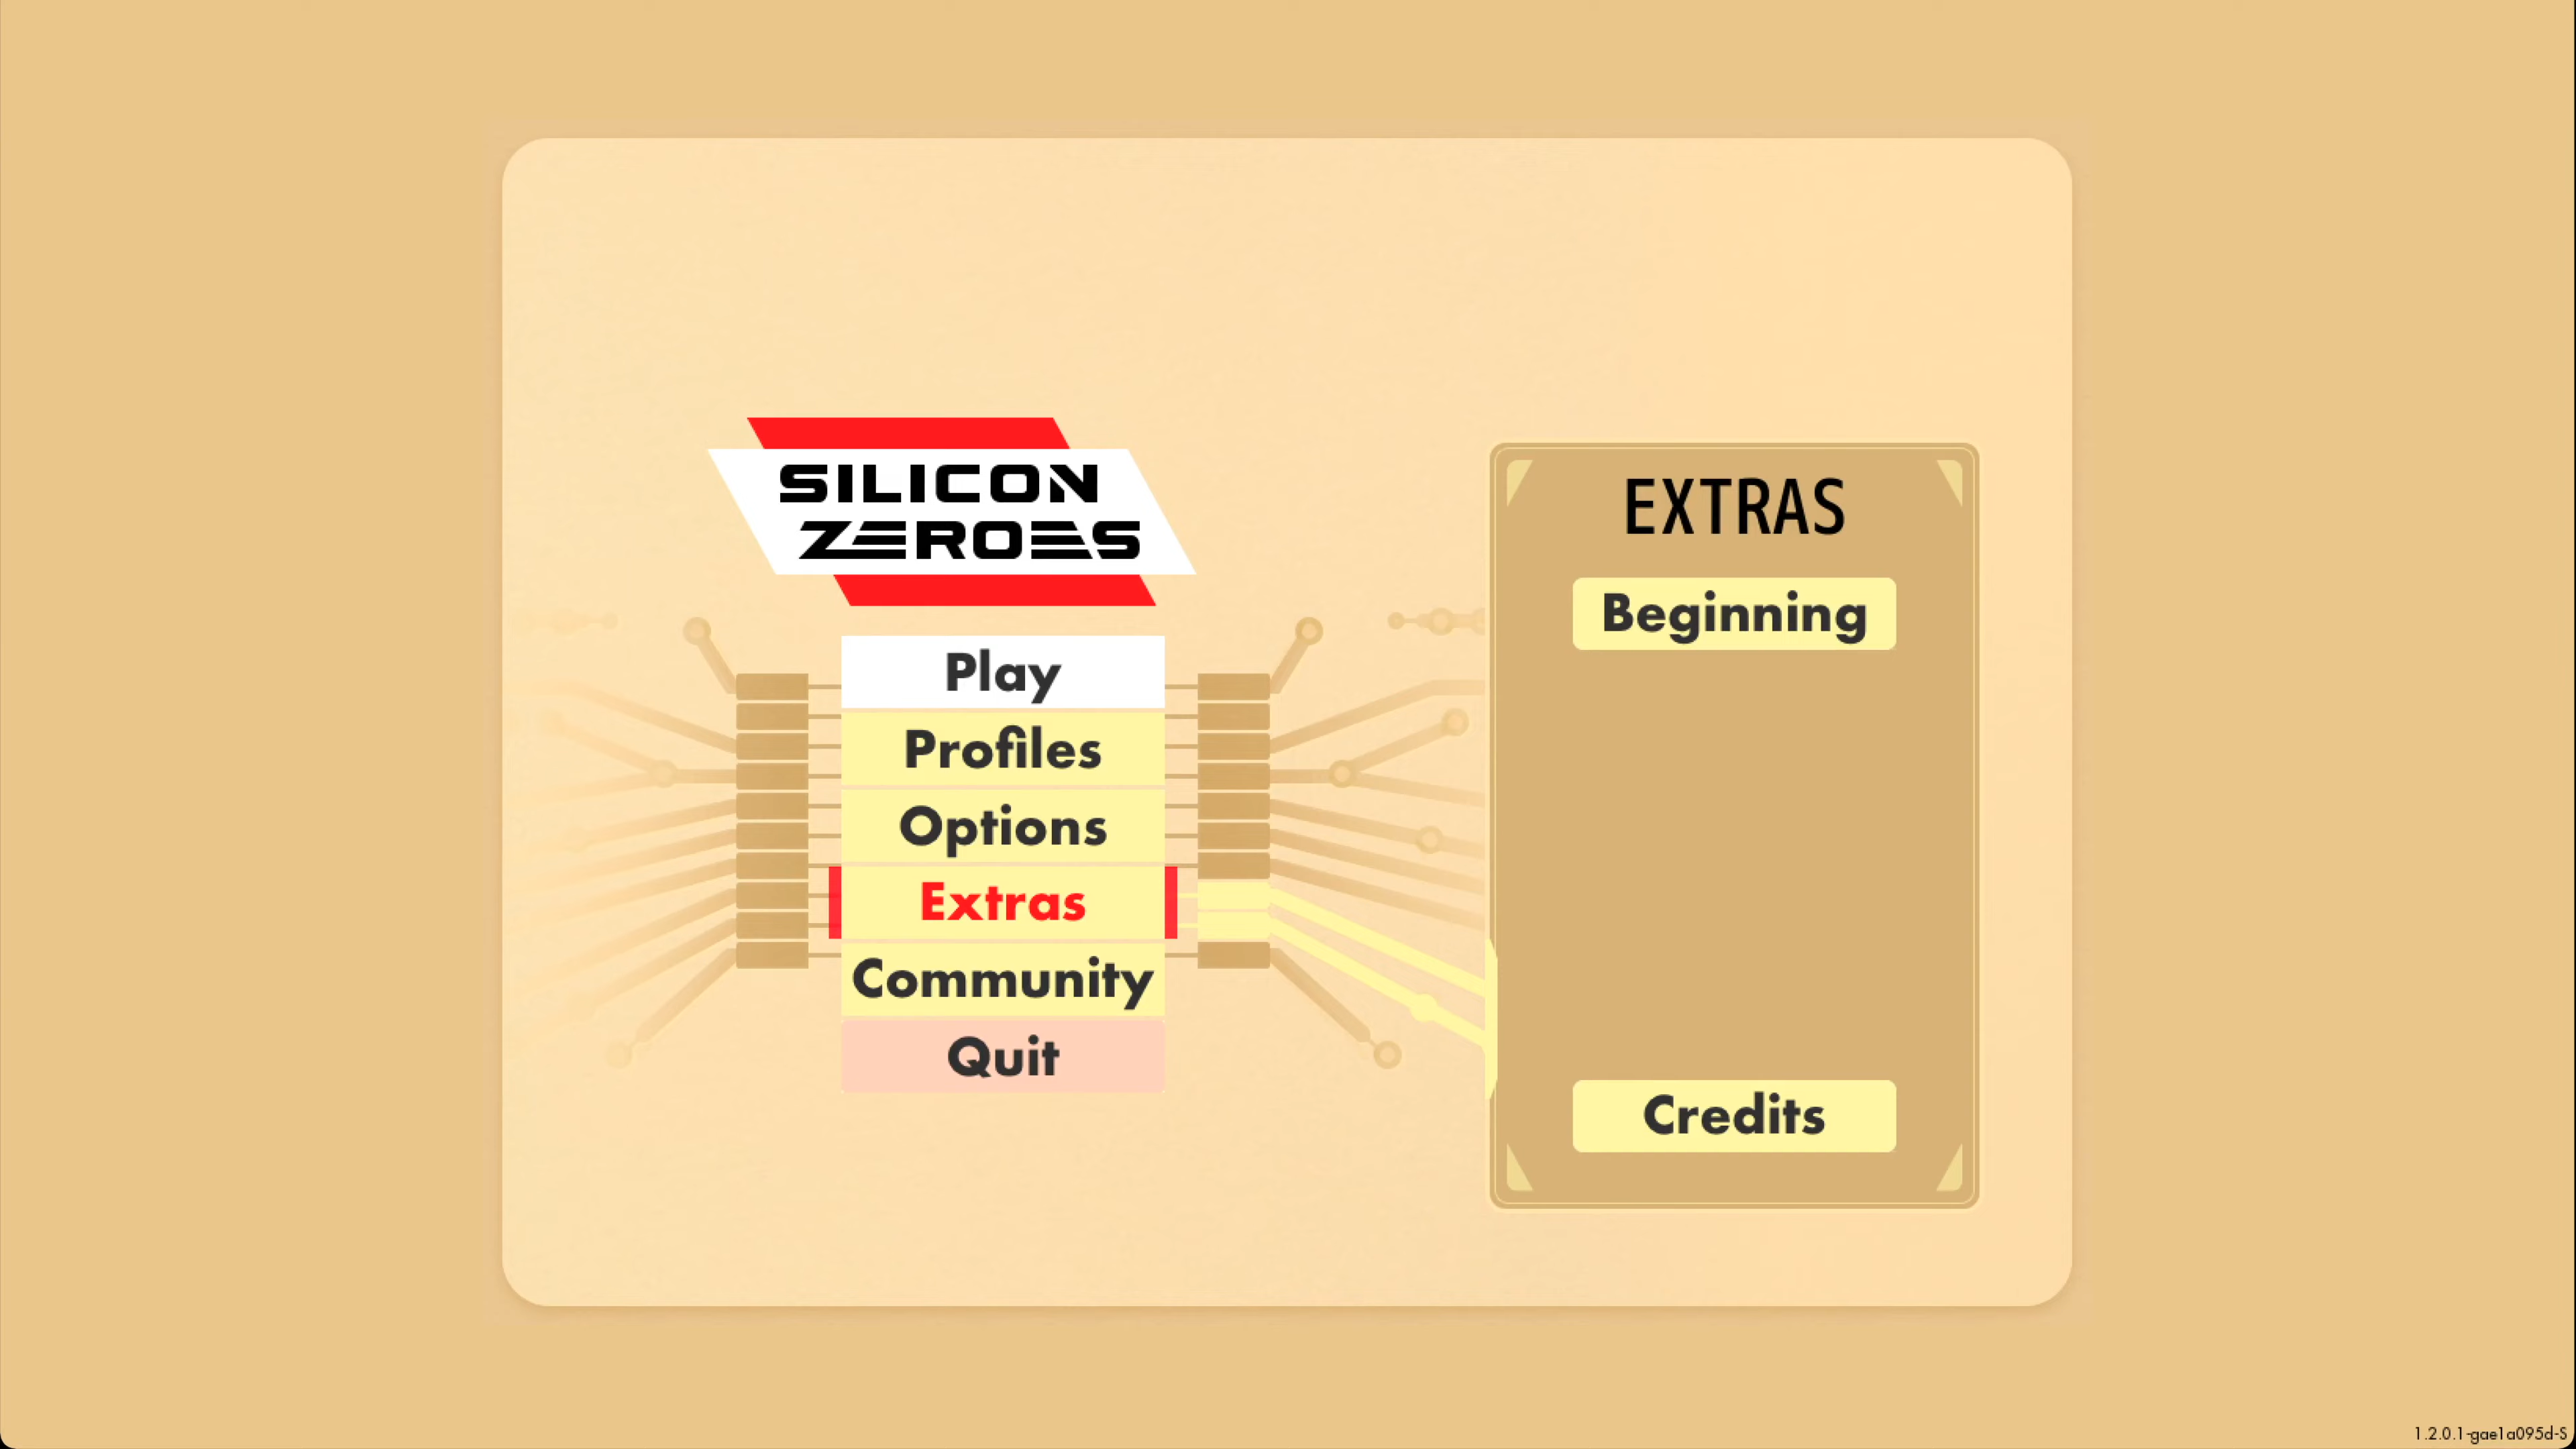 SILICON
ZEROES
Play
Profiles
Options
Extras
Community
Quit
EXTRAS
Beginning
Credits
1.2.0.1-gae1a095d-S